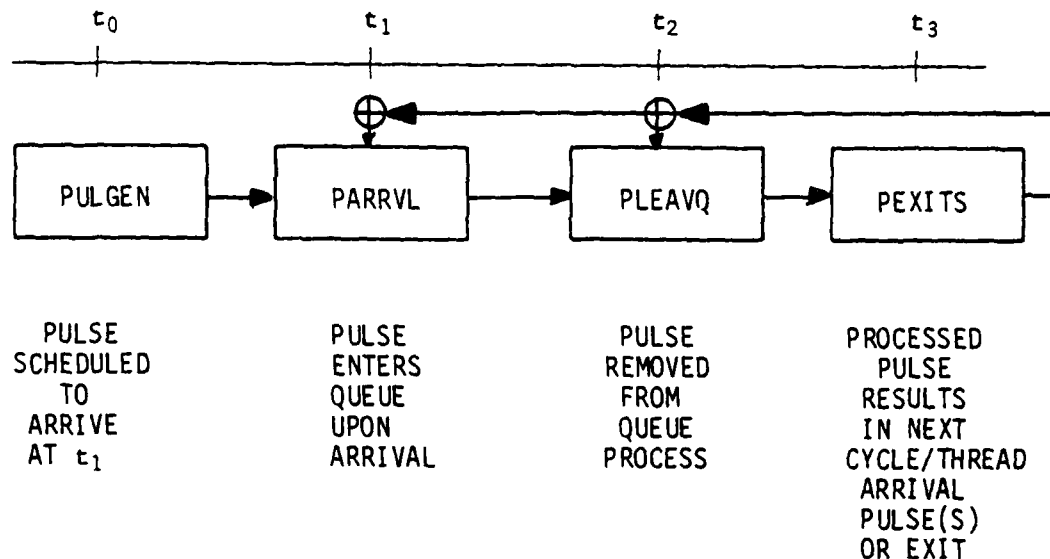 t0 t1 t2 t3
PULGEN PARRVL PLEAVQ PEXITS
PULSE
SCHEDULED
TO
ARRIVE
AT t1
PULSE
ENTERS
QUEUE
UPON
ARRIVAL
PULSE
REMOVED
FROM
QUEUE
PROCESS
PROCESSED
PULSE
RESULTS
IN NEXT
CYCLE/THREAD
ARRIVAL
PULSE(S)
OR EXIT